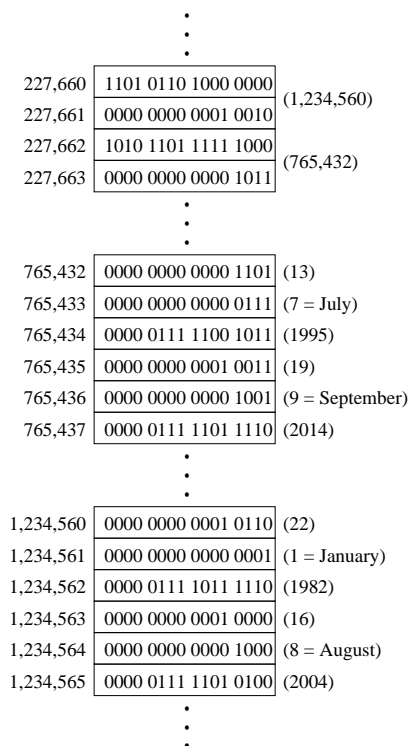 227,660 1101 0110 1000 0000
(1,234,560)
227,661 0000 0000 0001 0010
227,662 1010 1101 1111 1000
(765,432)
227,663 0000 0000 0000 1011
765,432 0000 0000 0000 1101 (13)
765,433 0000 0000 0000 0111 (7 = July)
765,434 0000 0111 1100 1011 (1995)
765,435 0000 0000 0001 0011 (19)
765,436 0000 0000 0000 1001 (9 = September)
765,437 0000 0111 1101 1110 (2014)
1,234,560 0000 0000 0001 0110 (22)
1,234,561 0000 0000 0000 0001 (1 = January)
1,234,562 0000 0111 1011 1110 (1982)
1,234,563 0000 0000 0001 0000 (16)
1,234,564 0000 0000 0000 1000 (8 = August)
1,234,565 0000 0111 1101 0100 (2004)